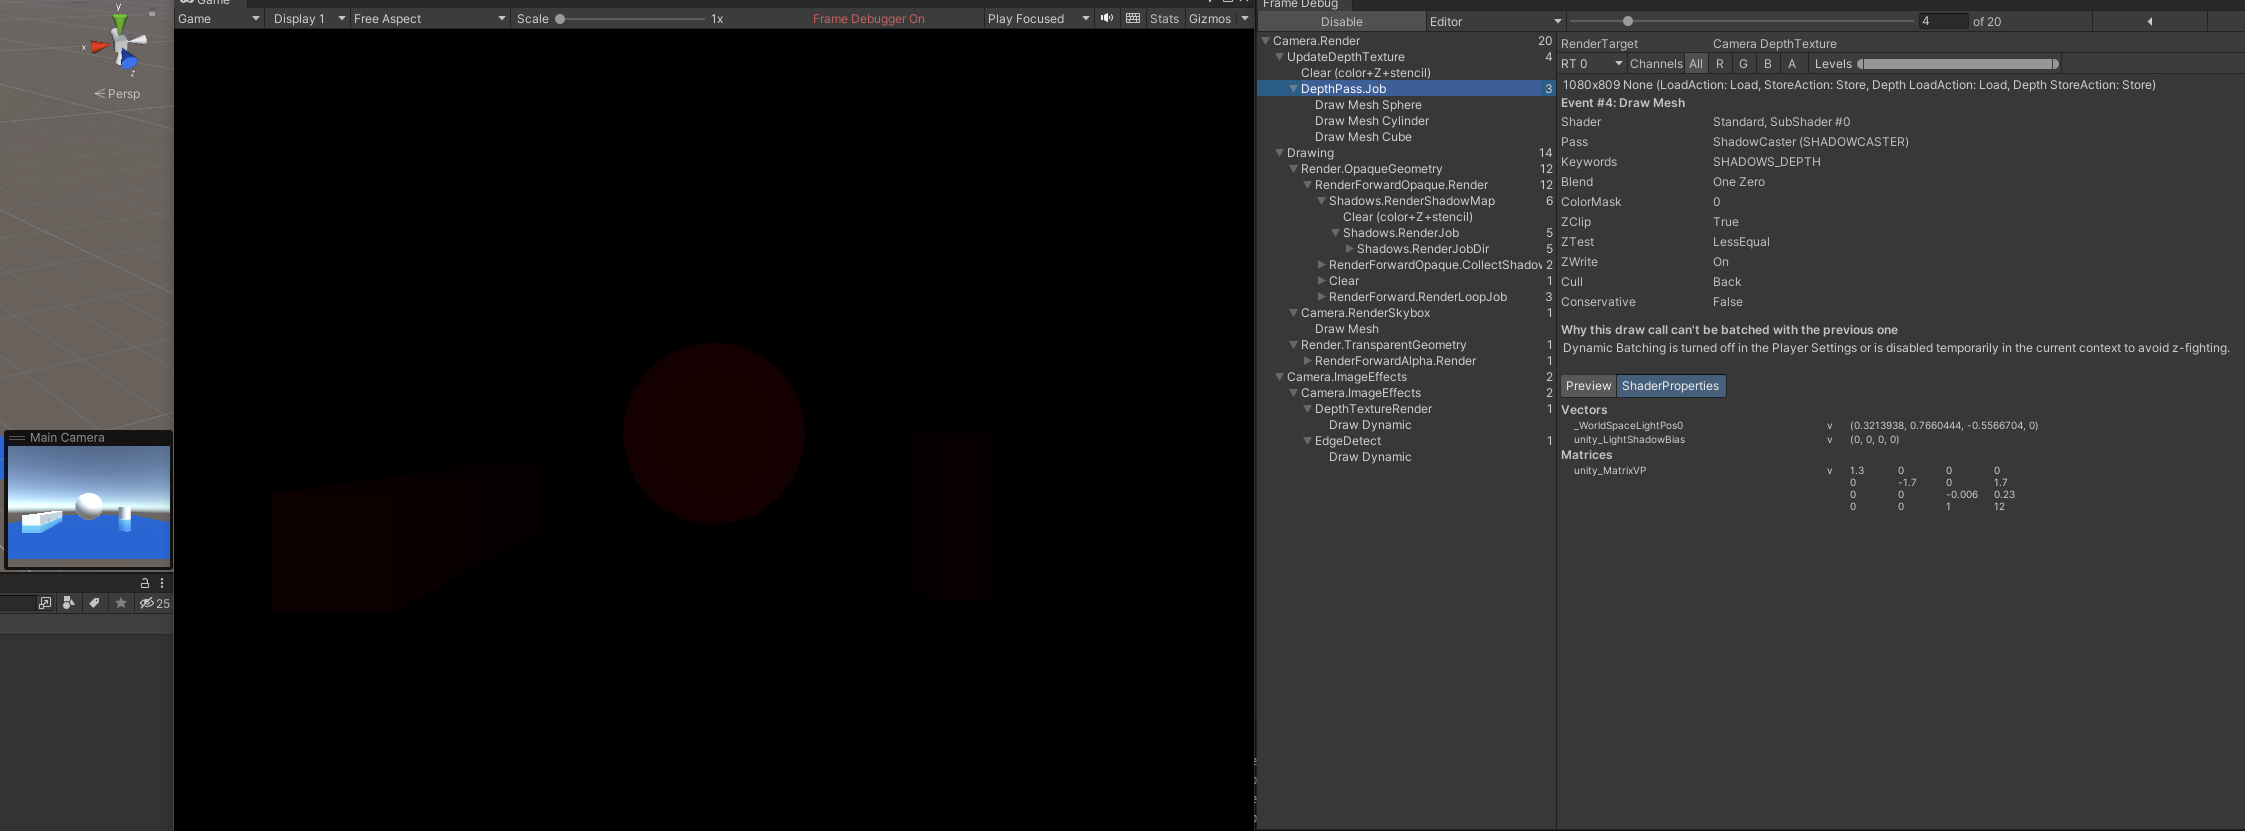 Game
Frame Debug
Game
Display 1
Free Aspect
Scale
1x
Frame Debugger On
Play Focused
Stats
Gizmos
Disable
Editor
4
of 20
y
x
z
Persp
Main Camera
25
Camera.Render 20
UpdateDepthTexture 4
Clear (color+Z+stencil)
DepthPass.Job 3
Draw Mesh Sphere
Draw Mesh Cylinder
Draw Mesh Cube
Drawing 14
Render.OpaqueGeometry 12
RenderForwardOpaque.Render 12
Shadows.RenderShadowMap 6
Clear (color+Z+stencil)
Shadows.RenderJob 5
Shadows.RenderJobDir 5
RenderForwardOpaque.CollectShadov 2
Clear 1
RenderForward.RenderLoopJob 3
Camera.RenderSkybox 1
Draw Mesh
Render.TransparentGeometry 1
RenderForwardAlpha.Render 1
Camera.ImageEffects 2
Camera.ImageEffects 2
DepthTextureRender 1
Draw Dynamic
EdgeDetect 1
Draw Dynamic
RenderTarget Camera DepthTexture
RT 0 Channels All R G B A Levels
1080x809 None (LoadAction: Load, StoreAction: Store, Depth LoadAction: Load, Depth StoreAction: Store)
Event #4: Draw Mesh
Shader Standard, SubShader #0
Pass ShadowCaster (SHADOWCASTER)
Keywords SHADOWS_DEPTH
Blend One Zero
ColorMask 0
ZClip True
ZTest LessEqual
ZWrite On
Cull Back
Conservative False
Why this draw call can't be batched with the previous one
Dynamic Batching is turned off in the Player Settings or is disabled temporarily in the current context to avoid z-fighting.
Preview ShaderProperties
Vectors
_WorldSpaceLightPos0 v (0.3213938, 0.7660444, -0.5566704, 0)
unity_LightShadowBias v (0, 0, 0, 0)
Matrices
unity_MatrixVP v 1.3 0 0 0
0 -1.7 0 1.7
0 0 -0.006 0.23
0 0 1 12